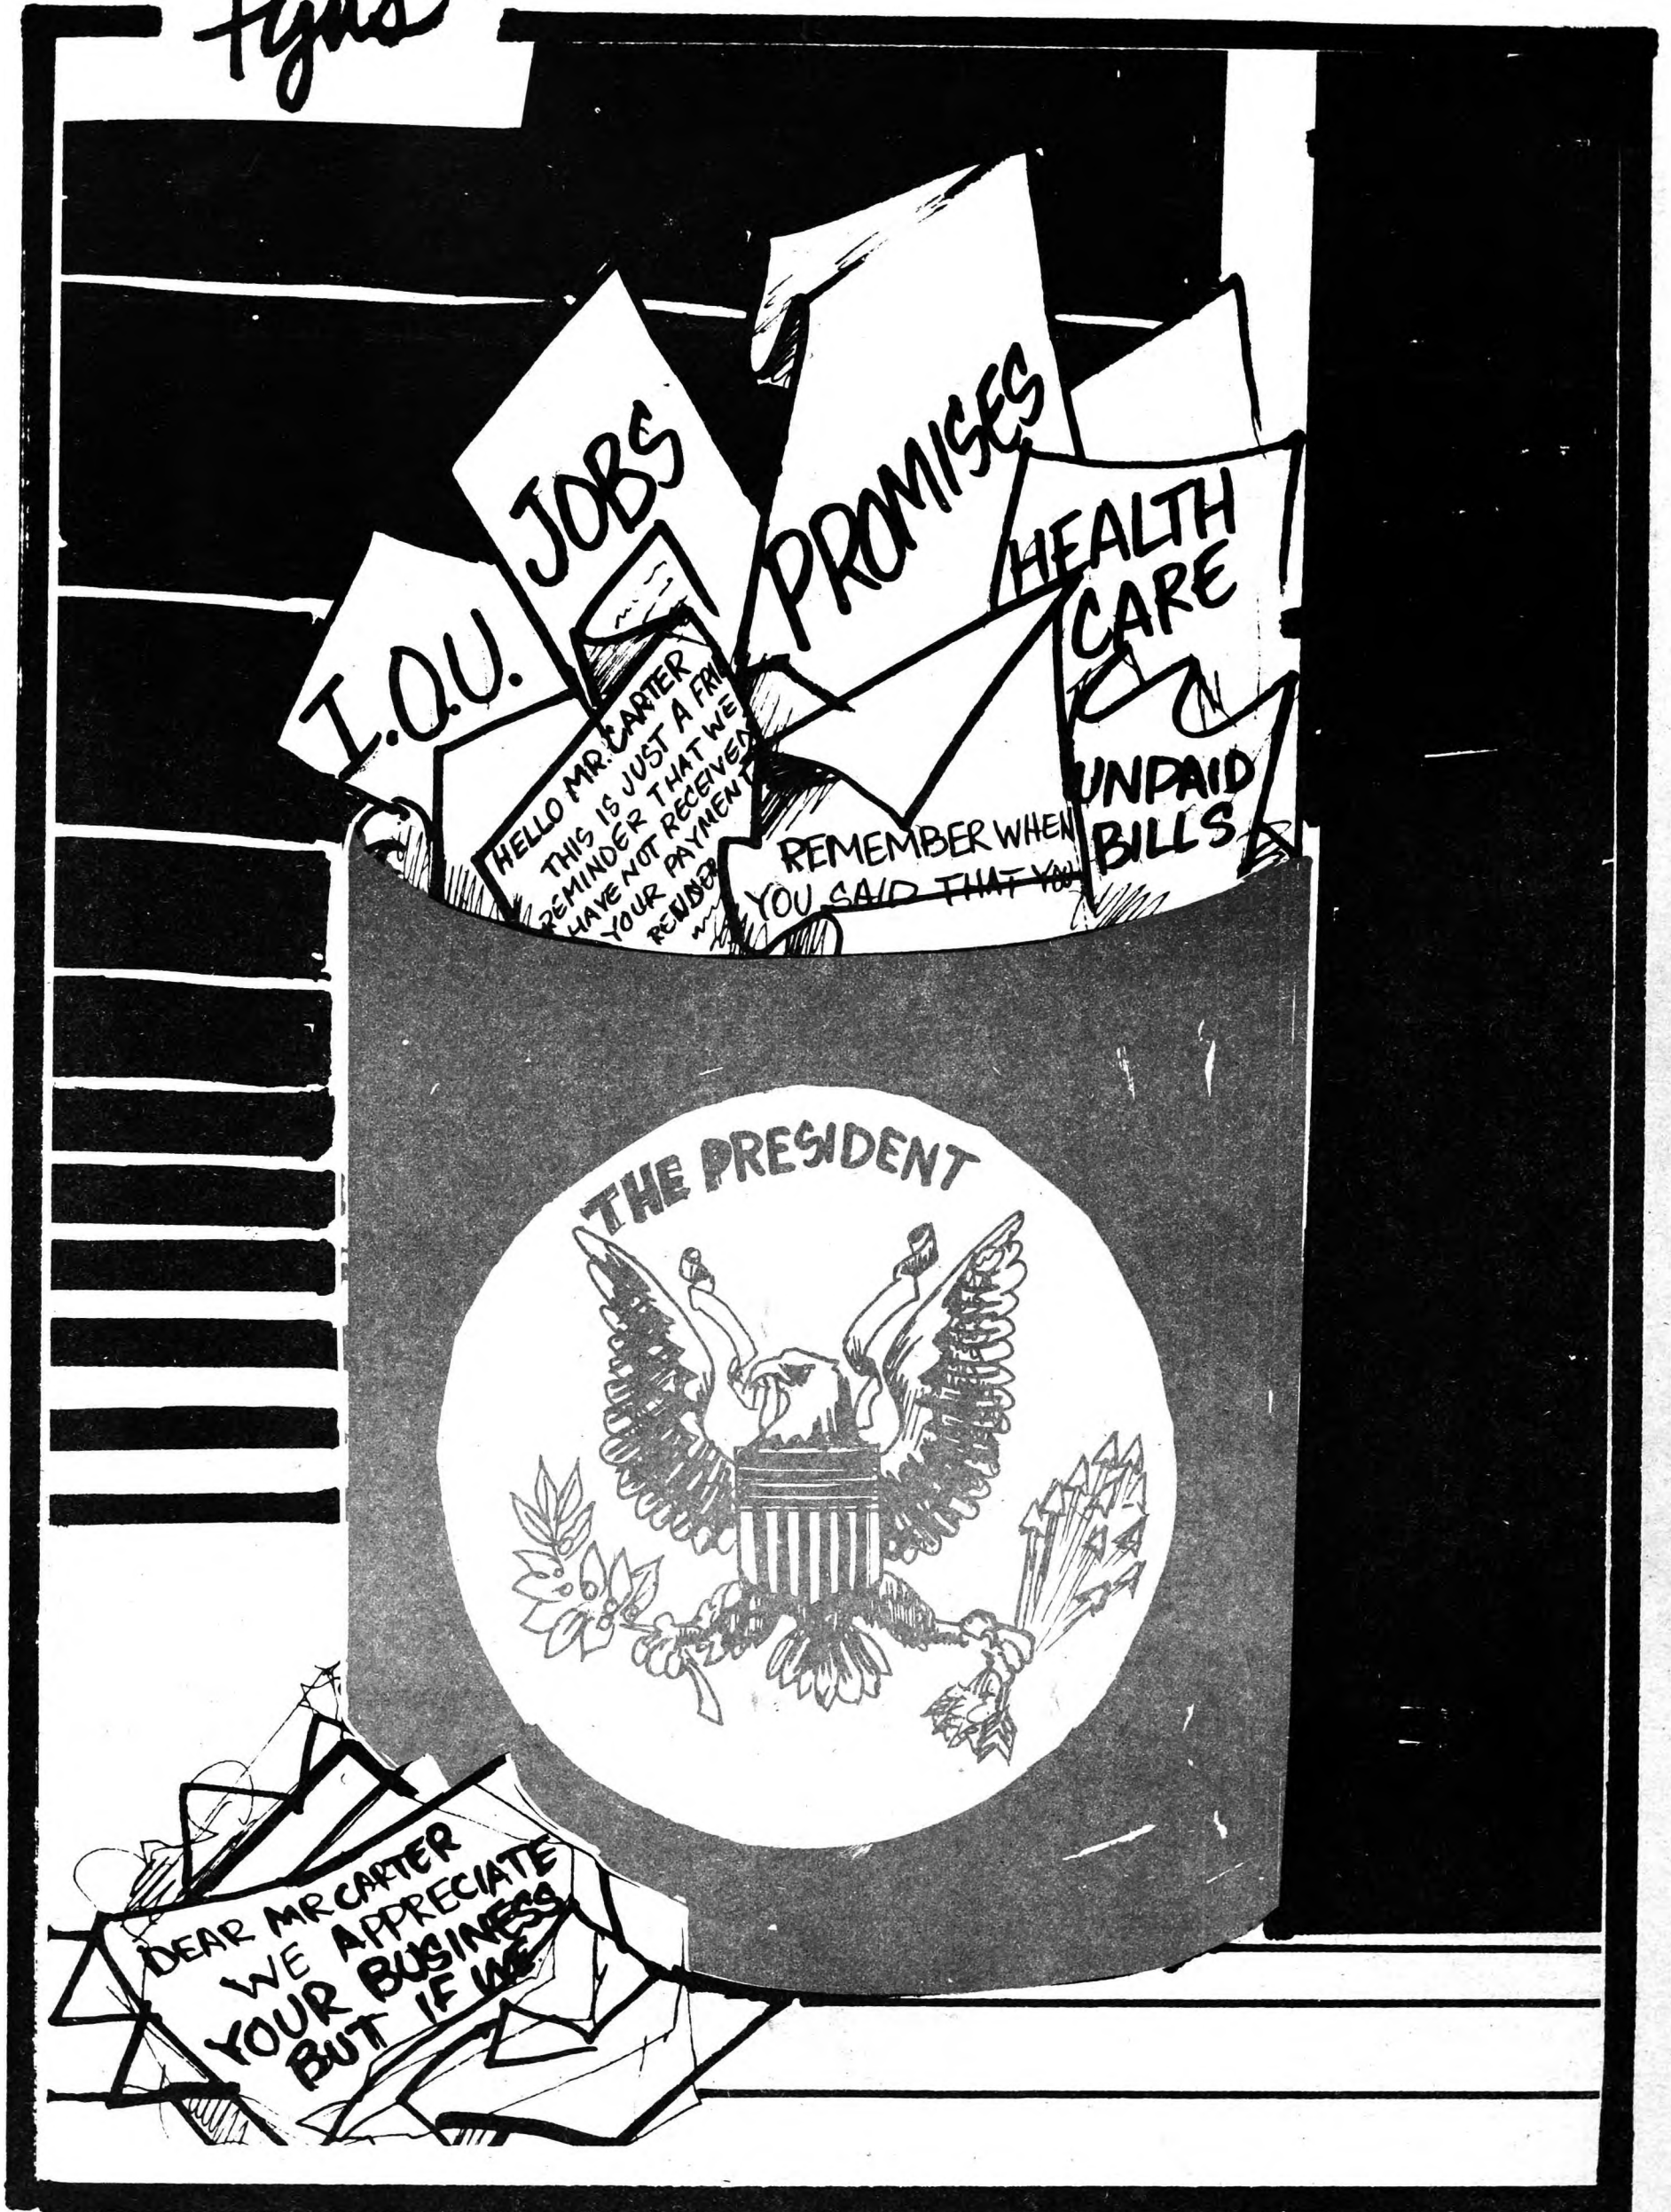 JOBS
PROMISES
HEALTH
CARE
I.O.U.
HELLO MR. CARTER
THIS IS JUST A
REMINDER THAT WE
HAVE NOT RECEIVED
YOUR PAYMENT
REMEMBER WHEN
YOU SAID THAT YOU
UNPAID
BILLS
THE PRESIDENT
DEAR MR CARTER
WE APPRECIATE
YOUR BUSINESS
BUT IF WE